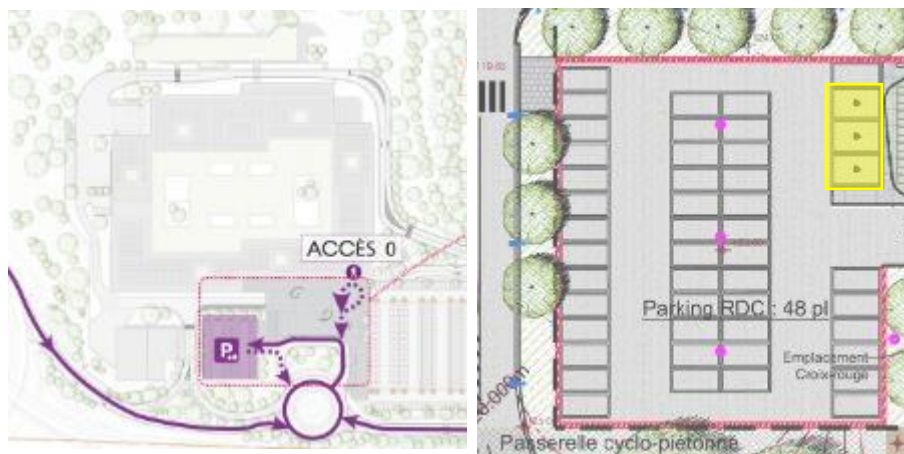 ACCÈS 0
P
Parking RDC : 48 pl
Emplacement
Croix-rouge
Passerelle cyclo-piétonne